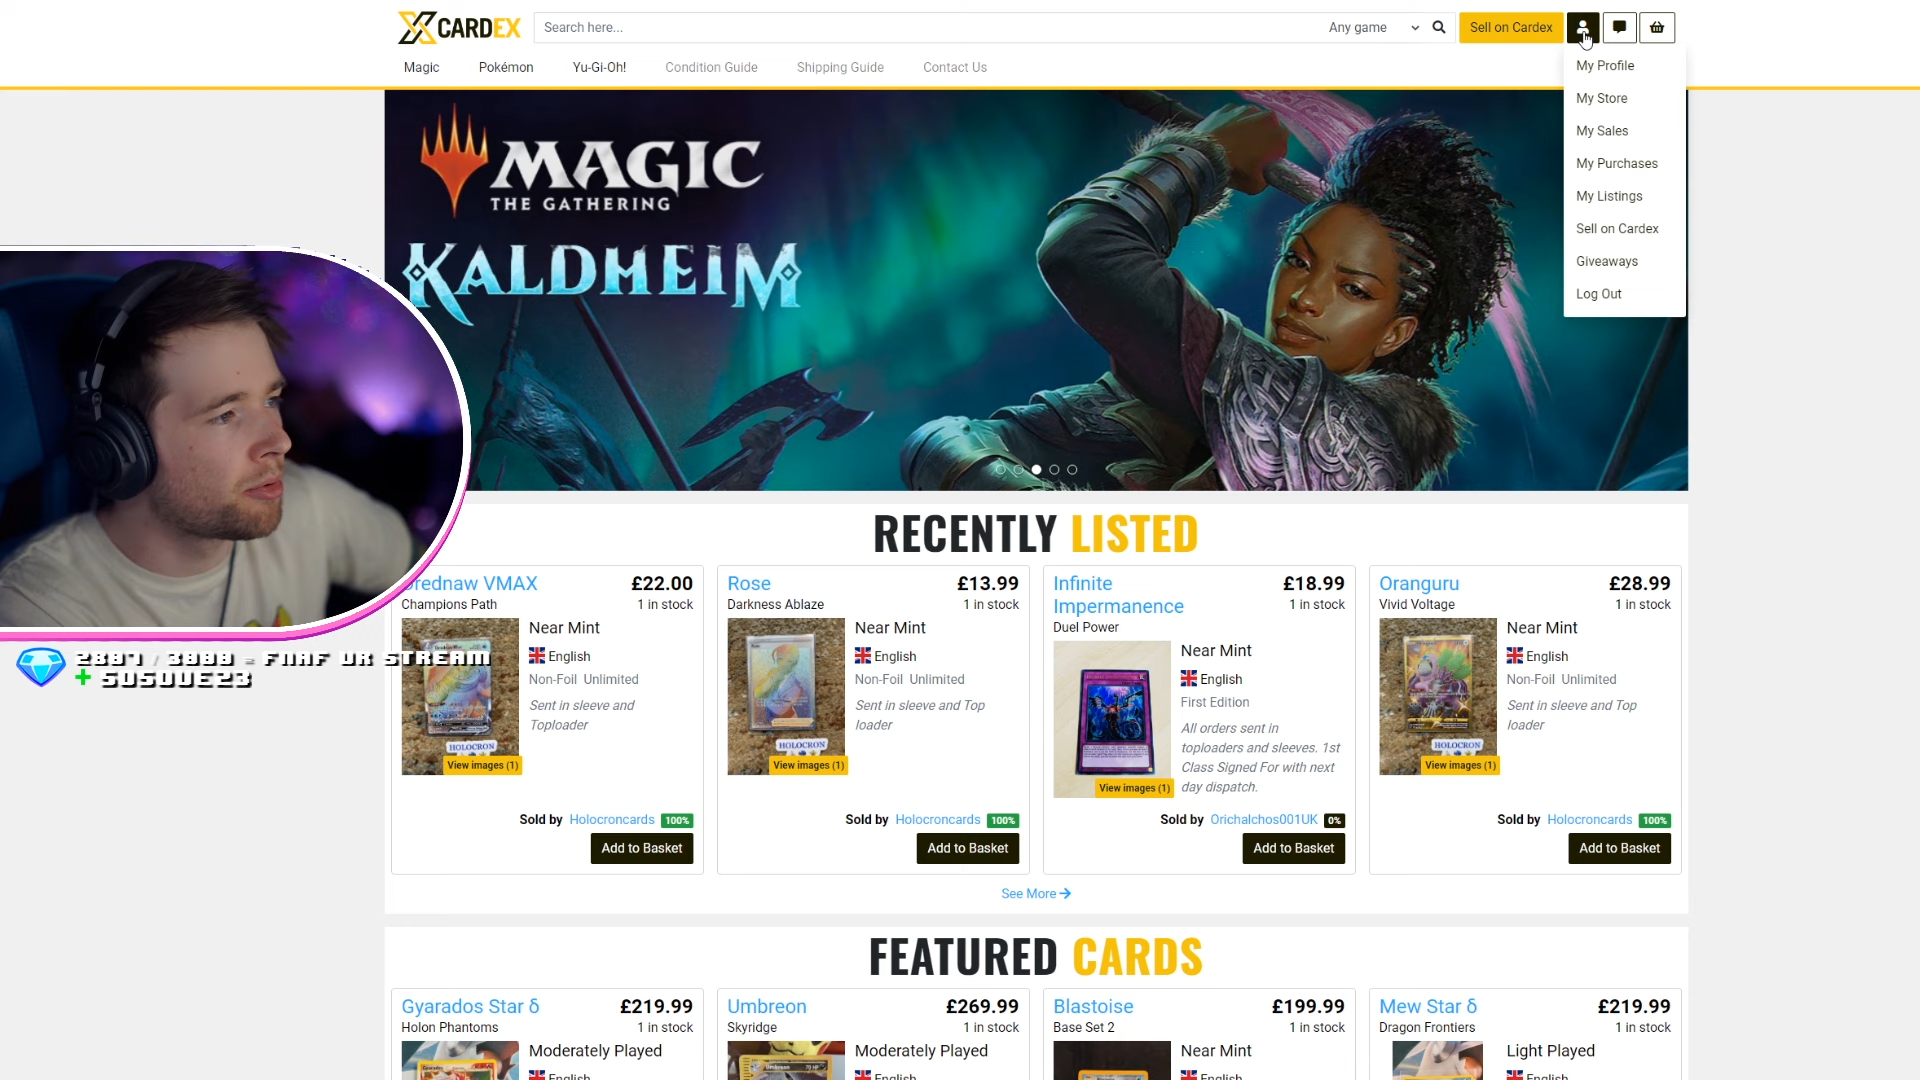 CARDEX
Search here...
Any game
Sell on Cardex
Magic
Pokémon
Yu-Gi-Oh!
Condition Guide
Shipping Guide
Contact Us
My Profile
My Store
My Sales
My Purchases
My Listings
Sell on Cardex
Giveaways
Log Out
MAGIC
THE GATHERING
KALDHEIM
2807 / 3000 - FNAF VR STREAM
+ SOSOUE23
RECENTLY LISTED
Drednaw VMAX
£22.00
Champions Path
1 in stock
Near Mint
English
Non-Foil Unlimited
Sent in sleeve and
Toploader
HOLOCRON
View images (1)
Sold by Holocroncards 100%
Add to Basket
Rose
£13.99
Darkness Ablaze
1 in stock
Near Mint
English
Non-Foil Unlimited
Sent in sleeve and Top
loader
HOLOCRON
View images (1)
Sold by Holocroncards 100%
Add to Basket
Infinite
Impermanence
£18.99
1 in stock
Duel Power
Near Mint
English
First Edition
All orders sent in
toploaders and sleeves. 1st
Class Signed For with next
day dispatch.
View images (1)
Sold by Orichalchos001UK 0%
Add to Basket
Oranguru
£28.99
Vivid Voltage
1 in stock
Near Mint
English
Non-Foil Unlimited
Sent in sleeve and Top
loader
HOLOCRON
View images (1)
Sold by Holocroncards 100%
Add to Basket
See More
FEATURED CARDS
Gyarados Star δ
£219.99
Holon Phantoms
1 in stock
Moderately Played
English
Umbreon
£269.99
Skyridge
1 in stock
Moderately Played
English
Blastoise
£199.99
Base Set 2
1 in stock
Near Mint
English
Mew Star δ
£219.99
Dragon Frontiers
1 in stock
Light Played
English